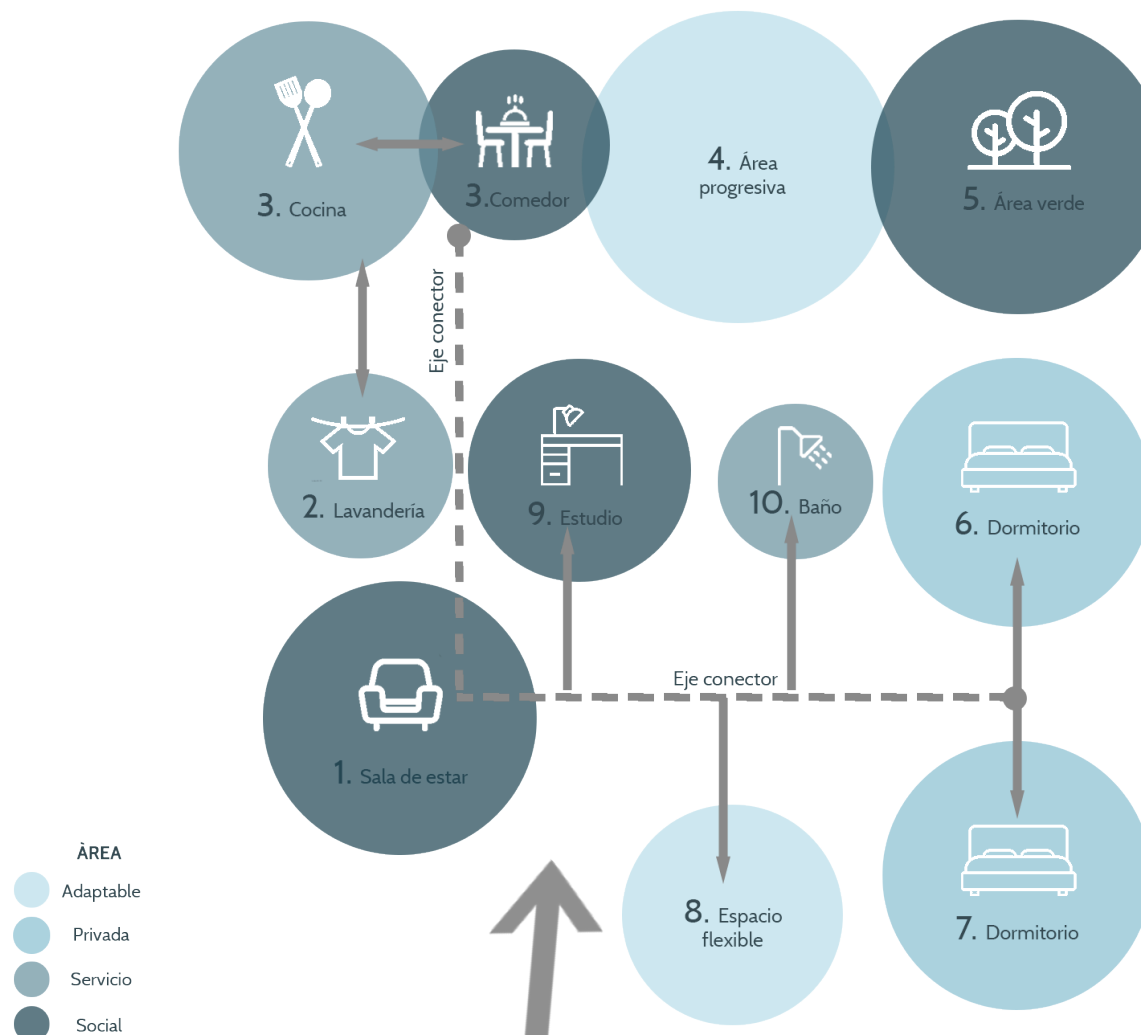 3. Cocina
3.Comedor
4. Área
progresiva
5. Área verde
Eje conector
2. Lavandería
9. Estudio
10. Baño
6. Dormitorio
Eje conector
1. Sala de estar
8. Espacio
flexible
7. Dormitorio
ÀREA
Adaptable
Privada
Servicio
Social